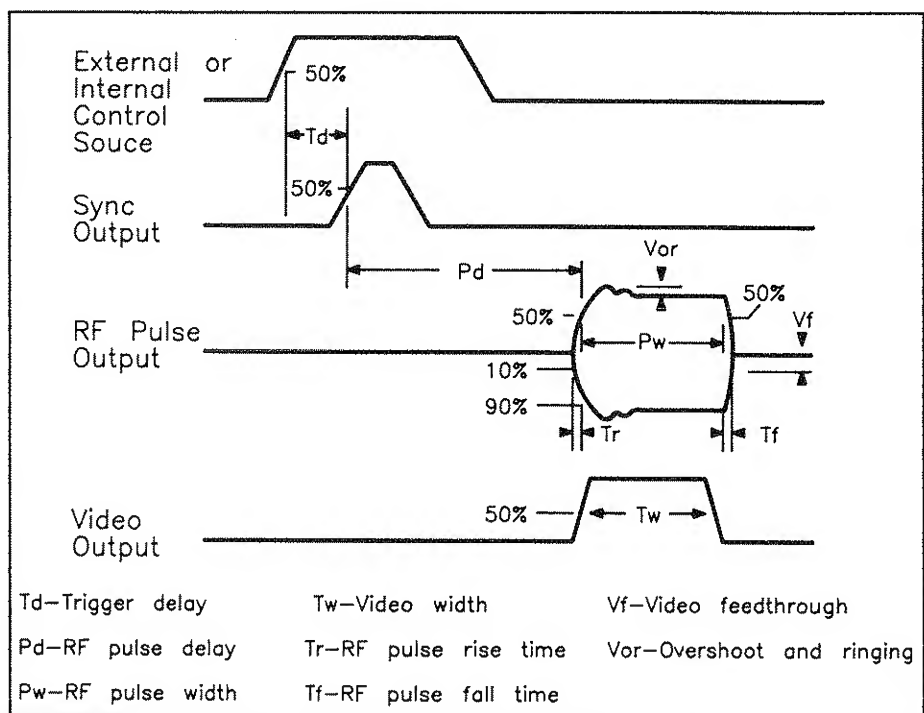 External or
Internal
Control
Souce
50%
Td
50%
Sync
Output
Pd
Vor
50%
50%
Vf
RF Pulse
Output
Pw
10%
90%
Tr
Tf
Video
Output
50%
Tw
Td–Trigger delay
Tw–Video width
Vf–Video feedthrough
Pd–RF pulse delay
Tr–RF pulse rise time
Vor–Overshoot and ringing
Pw–RF pulse width
Tf–RF pulse fall time